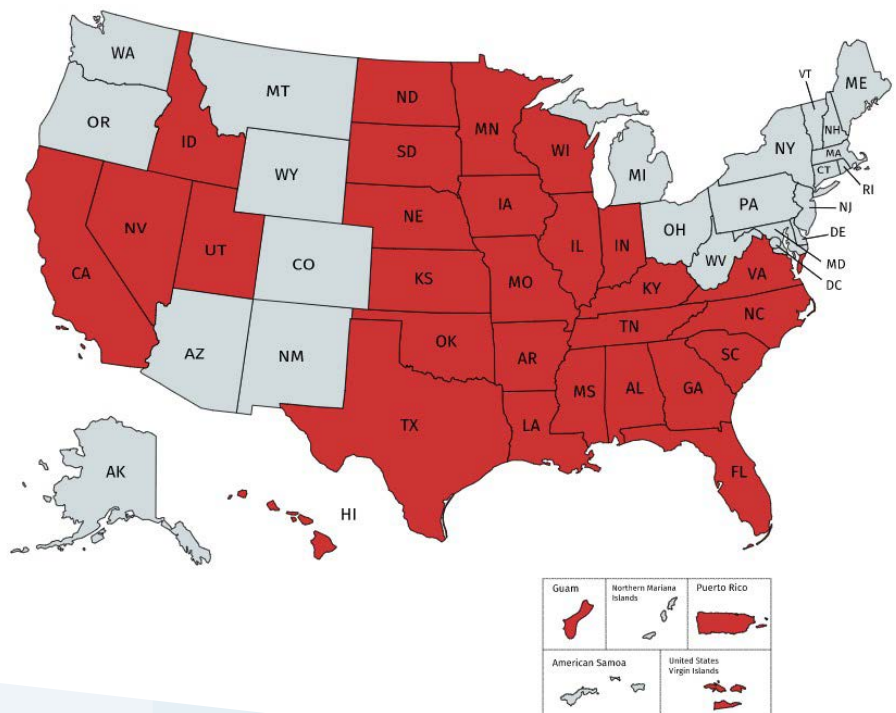 WA
MT
ND
MN
VT
ME
OR
ID
SD
WI
NH
NY
MA
CT
RI
WY
MI
NE
IA
PA
NJ
NV
UT
IL
IN
OH
DE
CA
CO
KS
MO
WV
VA
MD
DC
KY
NC
TN
AZ
NM
OK
AR
SC
MS
AL
GA
TX
LA
FL
AK
HI
Guam
Northern Mariana
Islands
Puerto Rico
American Samoa
United States
Virgin Islands